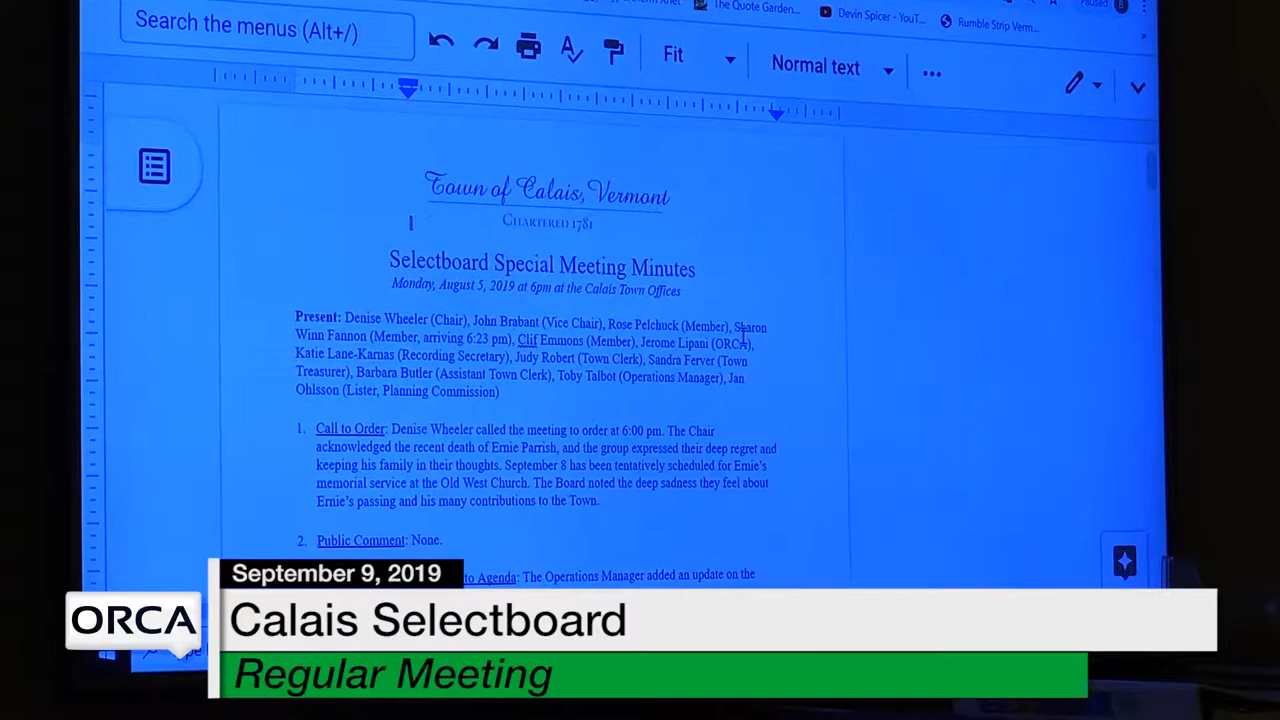 The Quote Garden...
Devin Spicer - YouT...
Rumble Strip Verm...
Paused
B
Search the menus (Alt+/)
Fit
Normal text
Town of Calais, Vermont
CHARTERED 1781
Selectboard Special Meeting Minutes
Monday, August 5, 2019 at 6pm at the Calais Town Offices
Present: Denise Wheeler (Chair), John Brabant (Vice Chair), Rose Pelchuck (Member), Sharon
Winn Fannon (Member, arriving 6:23 pm), Clif Emmons (Member), Jerome Lipani (ORCA),
Katie Lane-Karnas (Recording Secretary), Judy Robert (Town Clerk), Sandra Ferver (Town
Treasurer), Barbara Butler (Assistant Town Clerk), Toby Talbot (Operations Manager), Jan
Ohlsson (Lister, Planning Commission)
1. Call to Order: Denise Wheeler called the meeting to order at 6:00 pm. The Chair
acknowledged the recent death of Ernie Parrish, and the group expressed their deep regret and
keeping his family in their thoughts. September 8 has been tentatively scheduled for Ernie's
memorial service at the Old West Church. The Board noted the deep sadness they feel about
Ernie's passing and his many contributions to the Town.
2. Public Comment: None.
to Agenda: The Operations Manager added an update on the
September 9, 2019
ORCA
Calais Selectboard
Regular Meeting